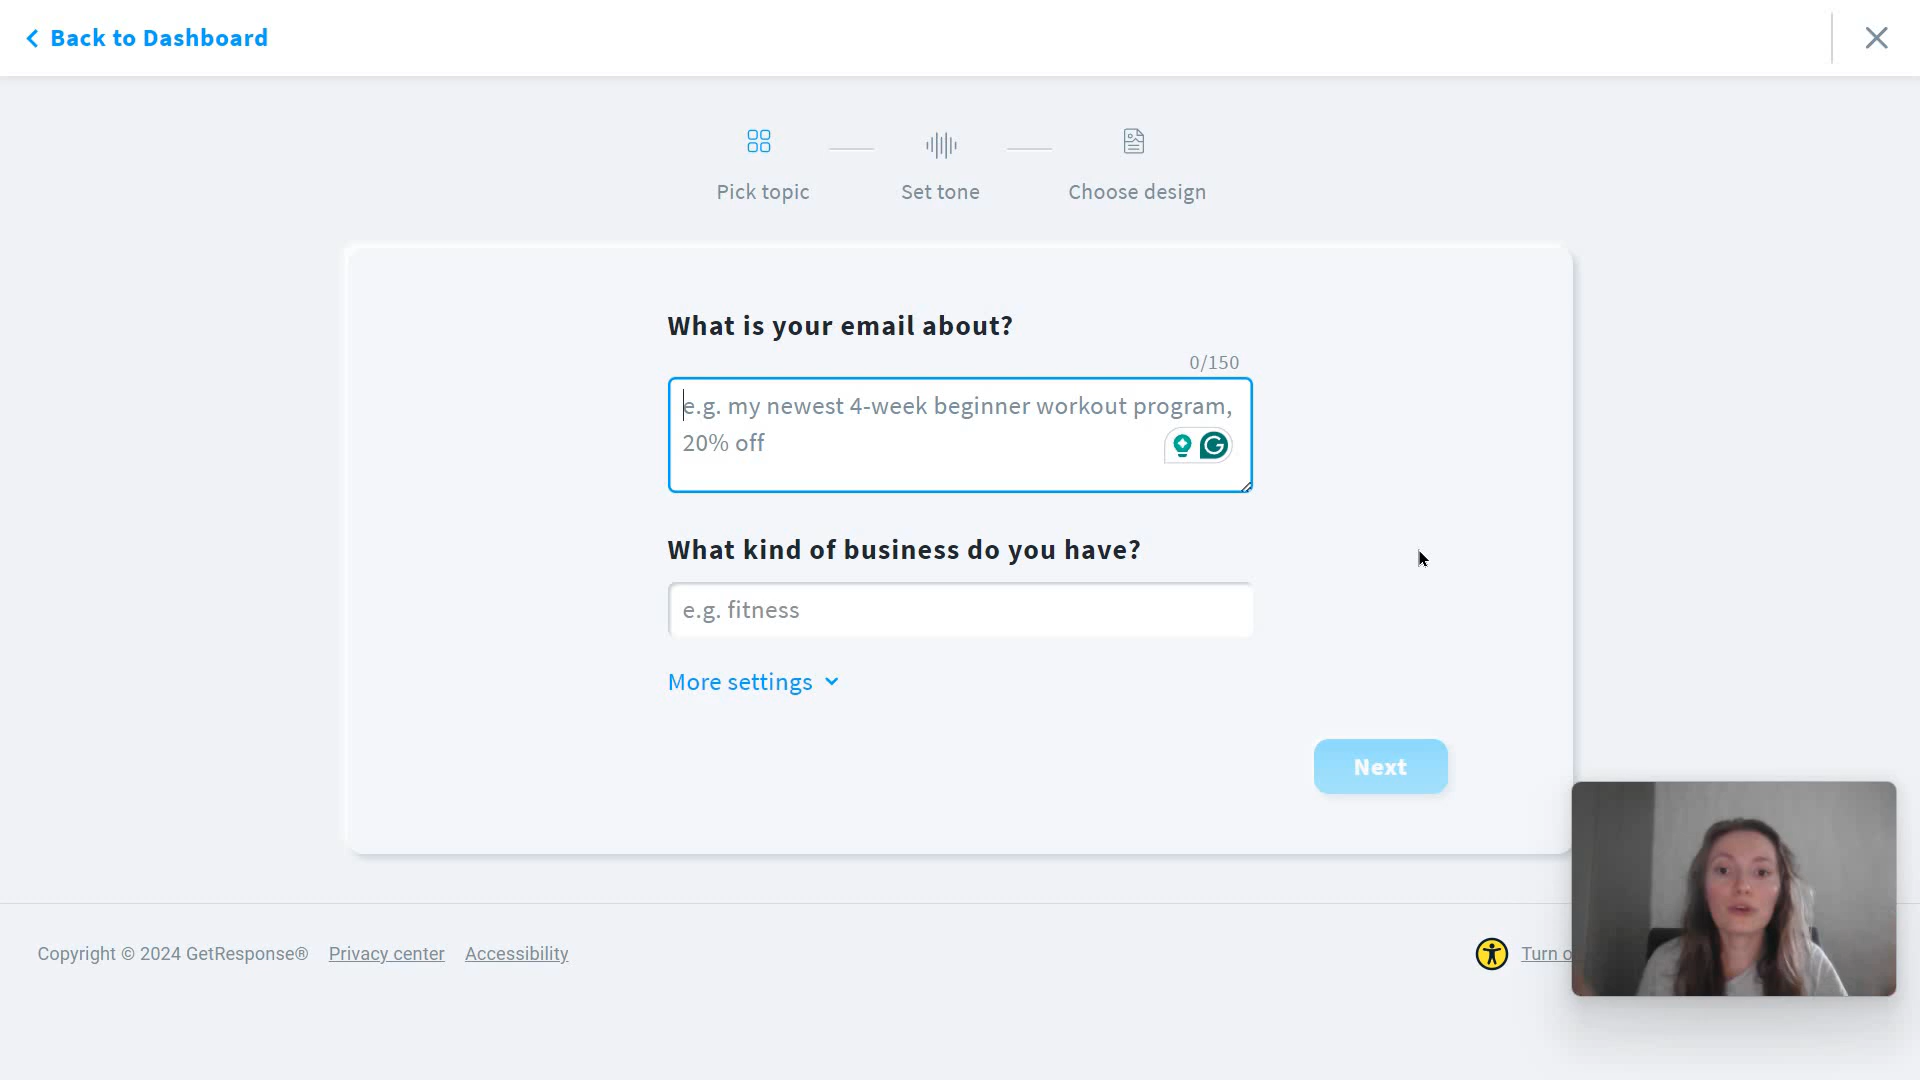 Back to Dashboard
Pick topic
Set tone
Choose design
What is your email about?
0/150
e.g. my newest 4-week beginner workout program,
20% off
What kind of business do you have?
e.g. fitness
More settings
Next
Copyright © 2024 GetResponse® Privacy center Accessibility
Turn